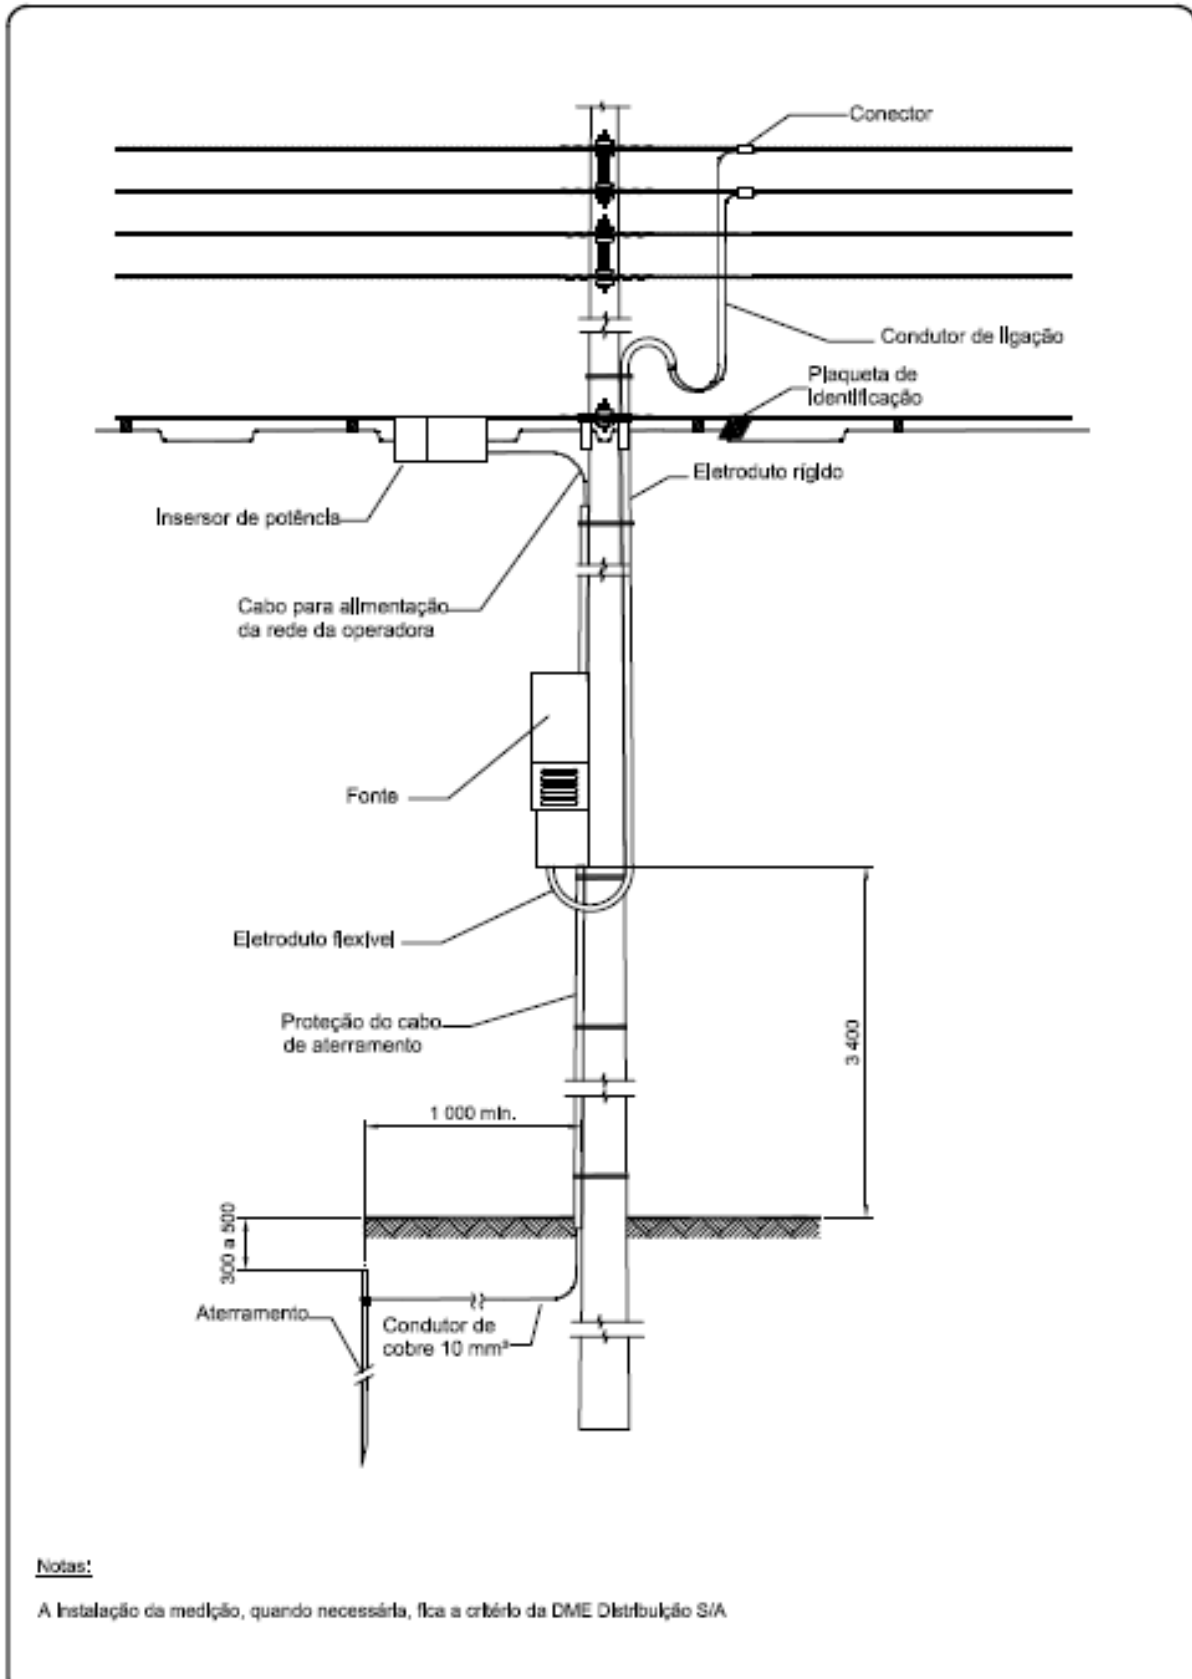 Conector
Condutor de ligação
Plaqueta de
identificação
Eletroduto rígido
Insersor de potência
Cabo para alimentação
da rede da operadora
Fonte
Eletroduto flexível
Proteção do cabo
de aterramento
3 400
1 000 min.
300 a 500
Aterramento
Condutor de
cobre 10 mm²
Notas:
A instalação da medição, quando necessária, fica a critério da DME Distribuição S/A